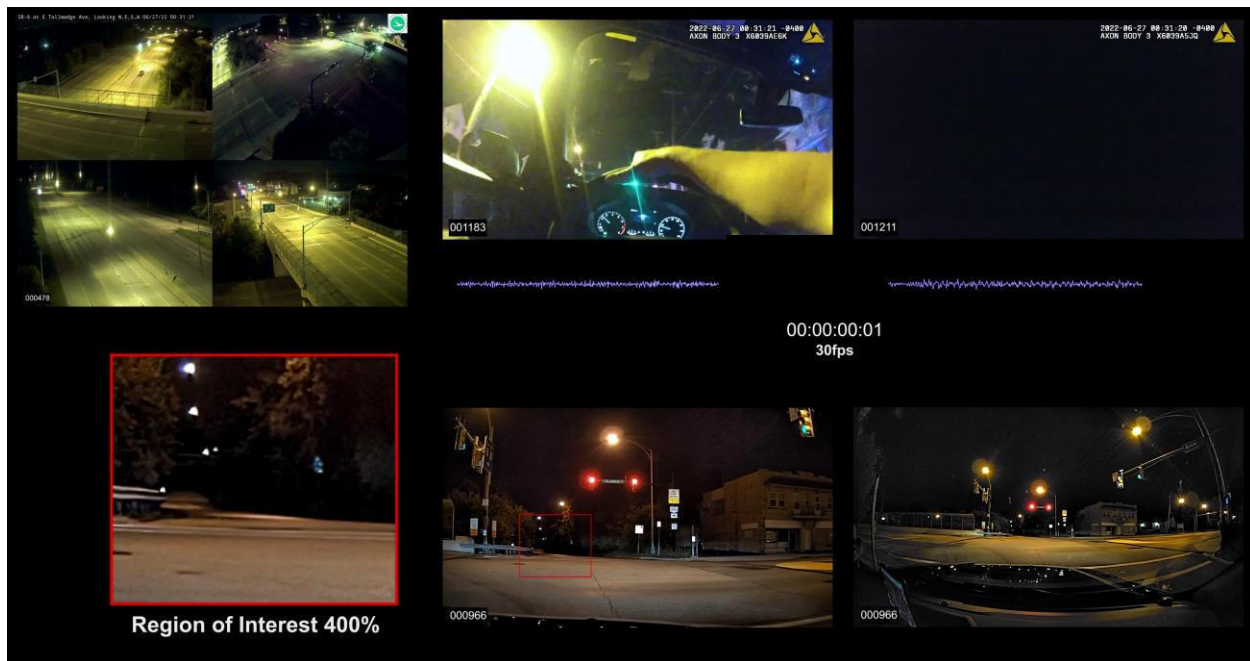 SR-8 at E Tallmadge Ave, Looking N,E,S,W 06/27/22 00:31:21
2022-06-27 00:31:21 -0400
AXON BODY 3 X6039AE6K
2022-06-27 00:31:20 -0400
AXON BODY 3 X6039A5JQ
001183
001211
000478
00:00:00:01
30fps
000966
000966
Region of Interest 400%